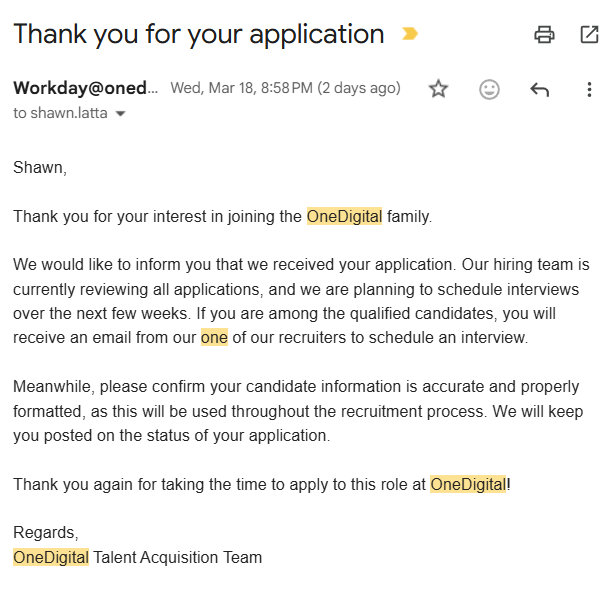 Thank you for your application
Workday@oned... Wed, Mar 18, 8:58 PM (2 days ago)
to shawn.latta
Shawn,
Thank you for your interest in joining the OneDigital family.
We would like to inform you that we received your application. Our hiring team is
currently reviewing all applications, and we are planning to schedule interviews
over the next few weeks. If you are among the qualified candidates, you will
receive an email from our one of our recruiters to schedule an interview.
Meanwhile, please confirm your candidate information is accurate and properly
formatted, as this will be used throughout the recruitment process. We will keep
you posted on the status of your application.
Thank you again for taking the time to apply to this role at OneDigital!
Regards,
OneDigital Talent Acquisition Team